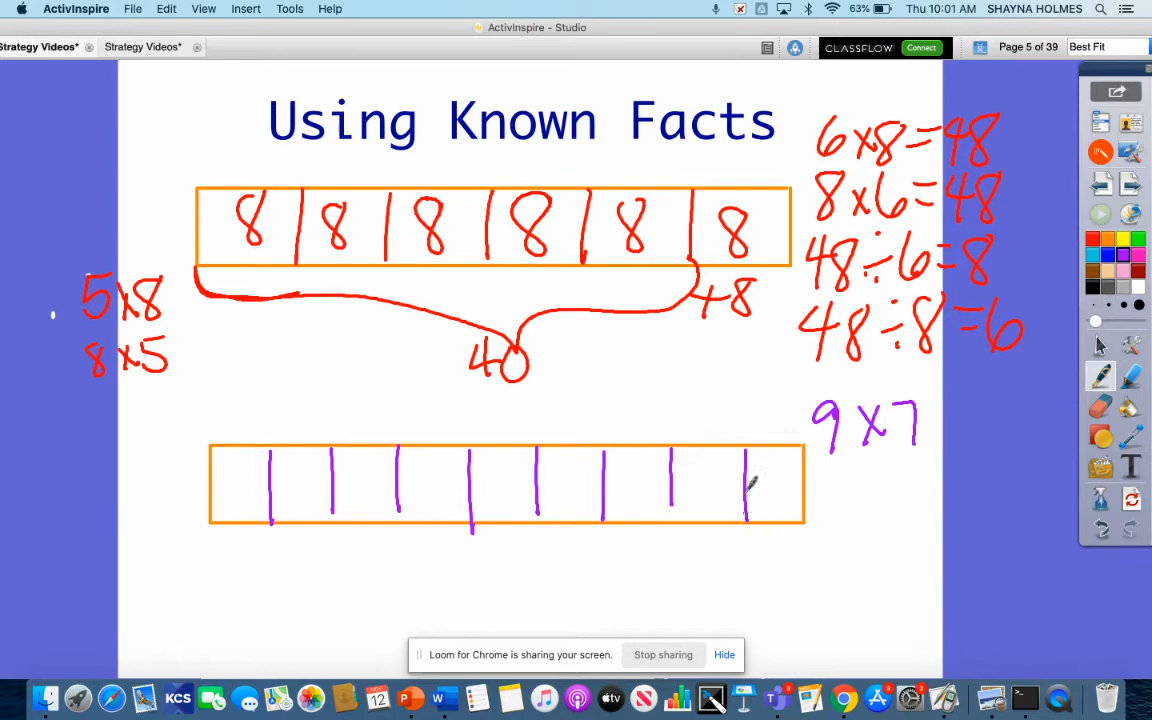 ActivInspire File Edit View Insert Tools Help 63% Thu 10:01 AM SHAYNA HOLMES
ActivInspire - Studio
Strategy Videos* Strategy Videos* CLASSFLOW Connect Page 5 of 39 Best Fit
Using Known Facts
6x8=48
8 8 8 8 8 8
8x6=48
48÷6=8
5x8
+8
48÷8=6
8x5
40
9x7
Loom for Chrome is sharing your screen. Stop sharing Hide
KCS NOV 12